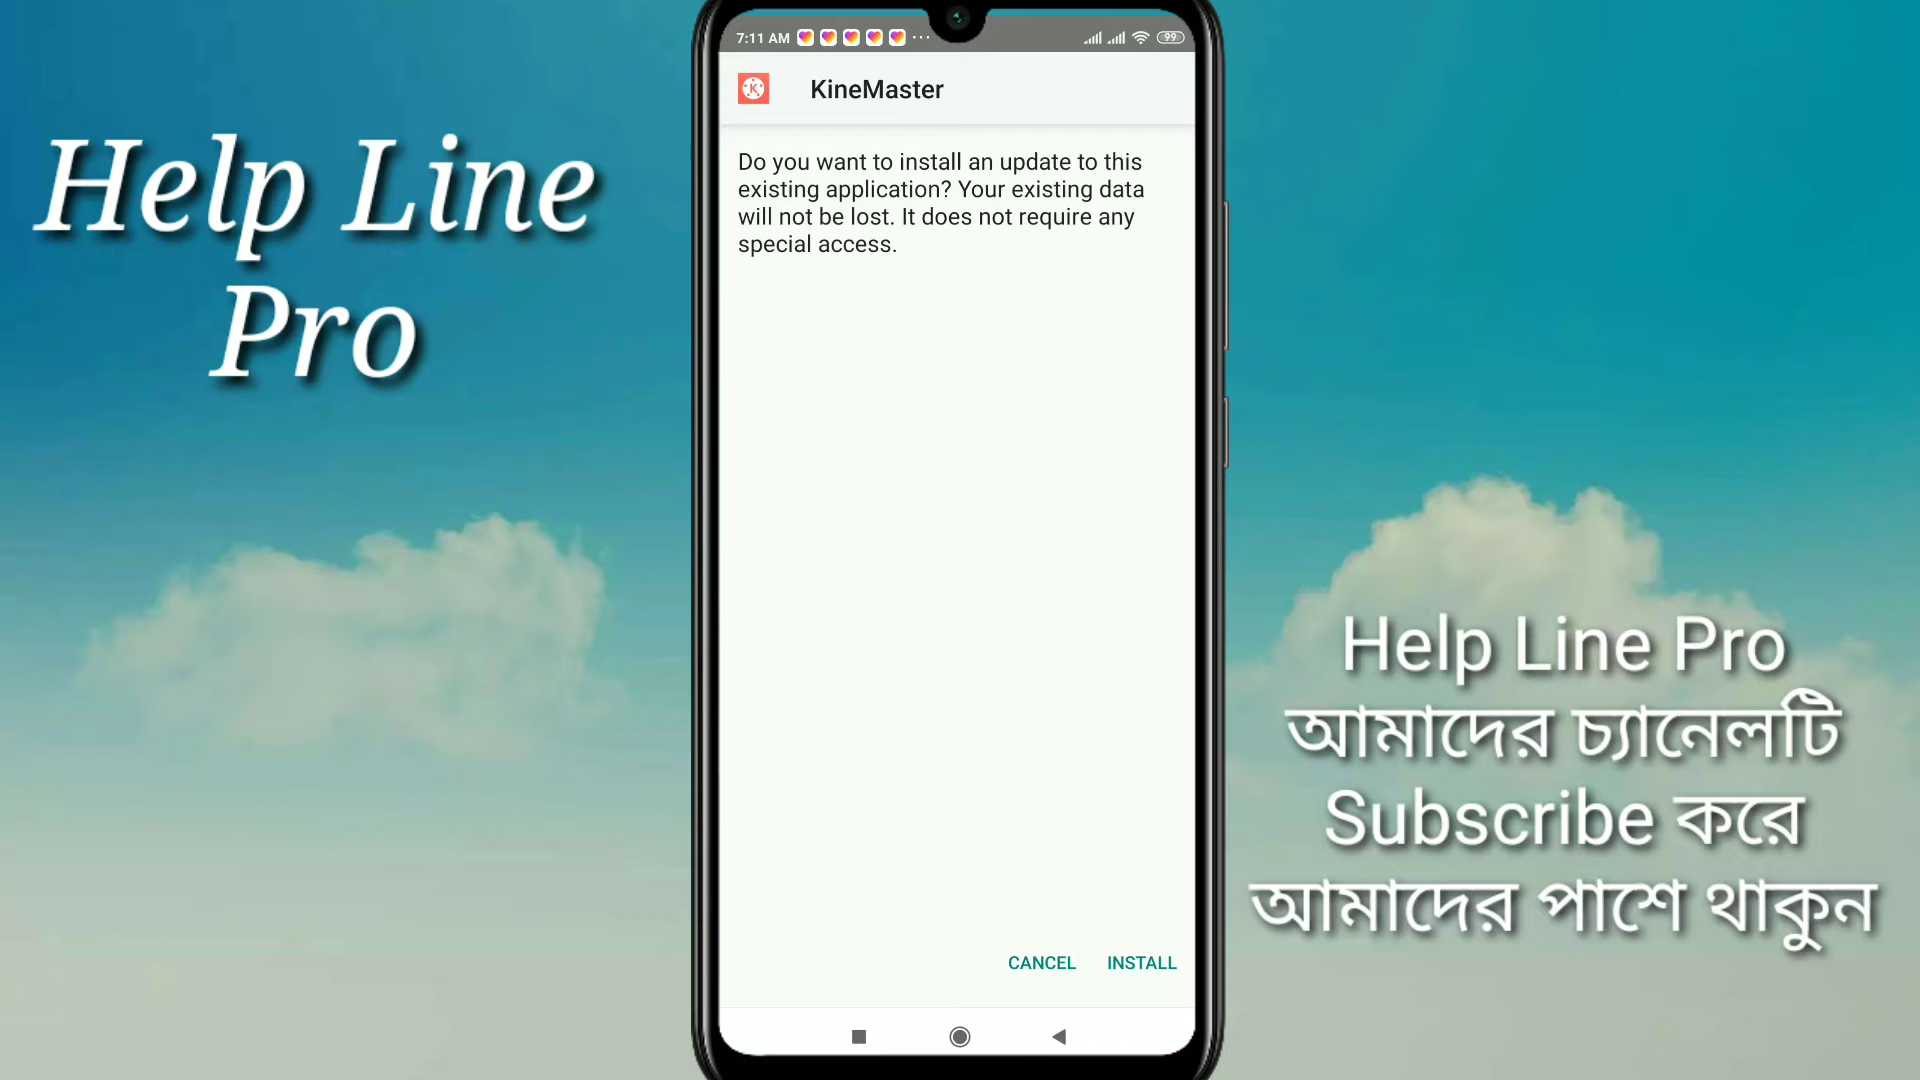 Help Line
Pro
7:11 AM
99
KineMaster
Do you want to install an update to this
existing application? Your existing data
will not be lost. It does not require any
special access.
CANCEL INSTALL
Help Line Pro
আমাদের চ্যানেলটি
Subscribe করে
আমাদের পাশে থাকুন